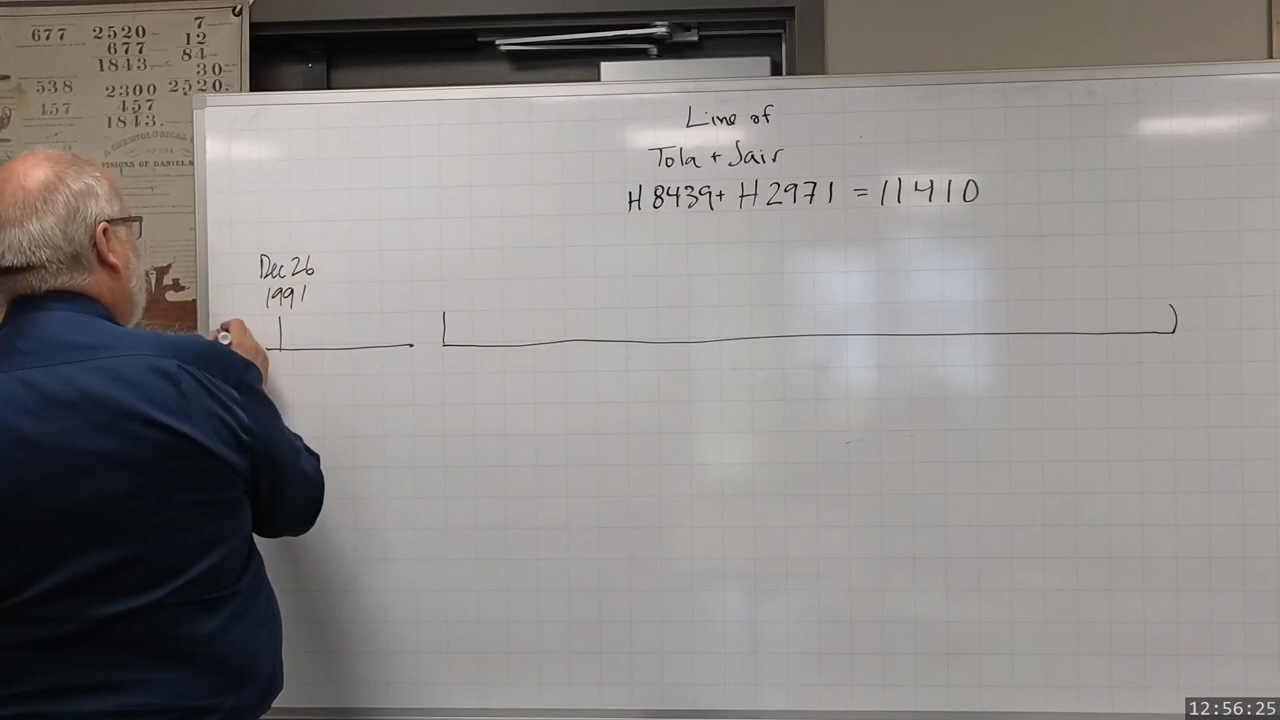 677
2520
677
1843
7
12
84
30
2520.
538
457
2300
457
1843.
A CHRONOLOGICAL
OF THE
VISIONS OF DANIEL &
Line of
Tola + Jair
H 8439+ H 2971 = 11410
Dec 26
1991
12:56:25